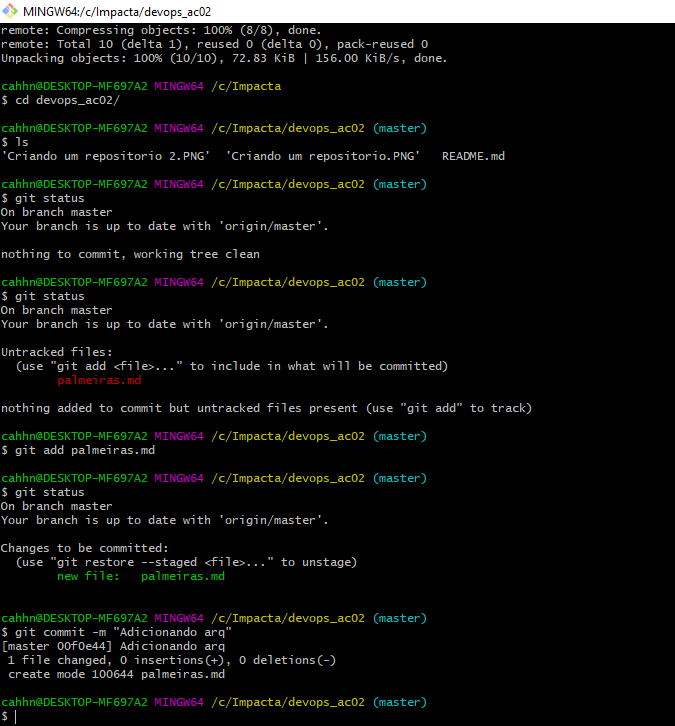 MINGW64:/c/Impacta/devops_ac02
remote: Compressing objects: 100% (8/8), done.
remote: Total 10 (delta 1), reused 0 (delta 0), pack-reused 0
Unpacking objects: 100% (10/10), 72.83 KiB | 156.00 KiB/s, done.
cahhn@DESKTOP-MF697A2 MINGW64 /c/Impacta
$ cd devops_ac02/
cahhn@DESKTOP-MF697A2 MINGW64 /c/Impacta/devops_ac02 (master)
$ ls
'Criando um repositorio 2.PNG'  'Criando um repositorio.PNG'   README.md
cahhn@DESKTOP-MF697A2 MINGW64 /c/Impacta/devops_ac02 (master)
$ git status
On branch master
Your branch is up to date with 'origin/master'.
nothing to commit, working tree clean
cahhn@DESKTOP-MF697A2 MINGW64 /c/Impacta/devops_ac02 (master)
$ git status
On branch master
Your branch is up to date with 'origin/master'.
Untracked files:
  (use "git add <file>..." to include in what will be committed)
        palmeiras.md
nothing added to commit but untracked files present (use "git add" to track)
cahhn@DESKTOP-MF697A2 MINGW64 /c/Impacta/devops_ac02 (master)
$ git add palmeiras.md
cahhn@DESKTOP-MF697A2 MINGW64 /c/Impacta/devops_ac02 (master)
$ git status
On branch master
Your branch is up to date with 'origin/master'.
Changes to be committed:
  (use "git restore --staged <file>..." to unstage)
        new file:   palmeiras.md
cahhn@DESKTOP-MF697A2 MINGW64 /c/Impacta/devops_ac02 (master)
$ git commit -m "Adicionando arq"
[master 00f0e44] Adicionando arq
 1 file changed, 0 insertions(+), 0 deletions(-)
 create mode 100644 palmeiras.md
cahhn@DESKTOP-MF697A2 MINGW64 /c/Impacta/devops_ac02 (master)
$